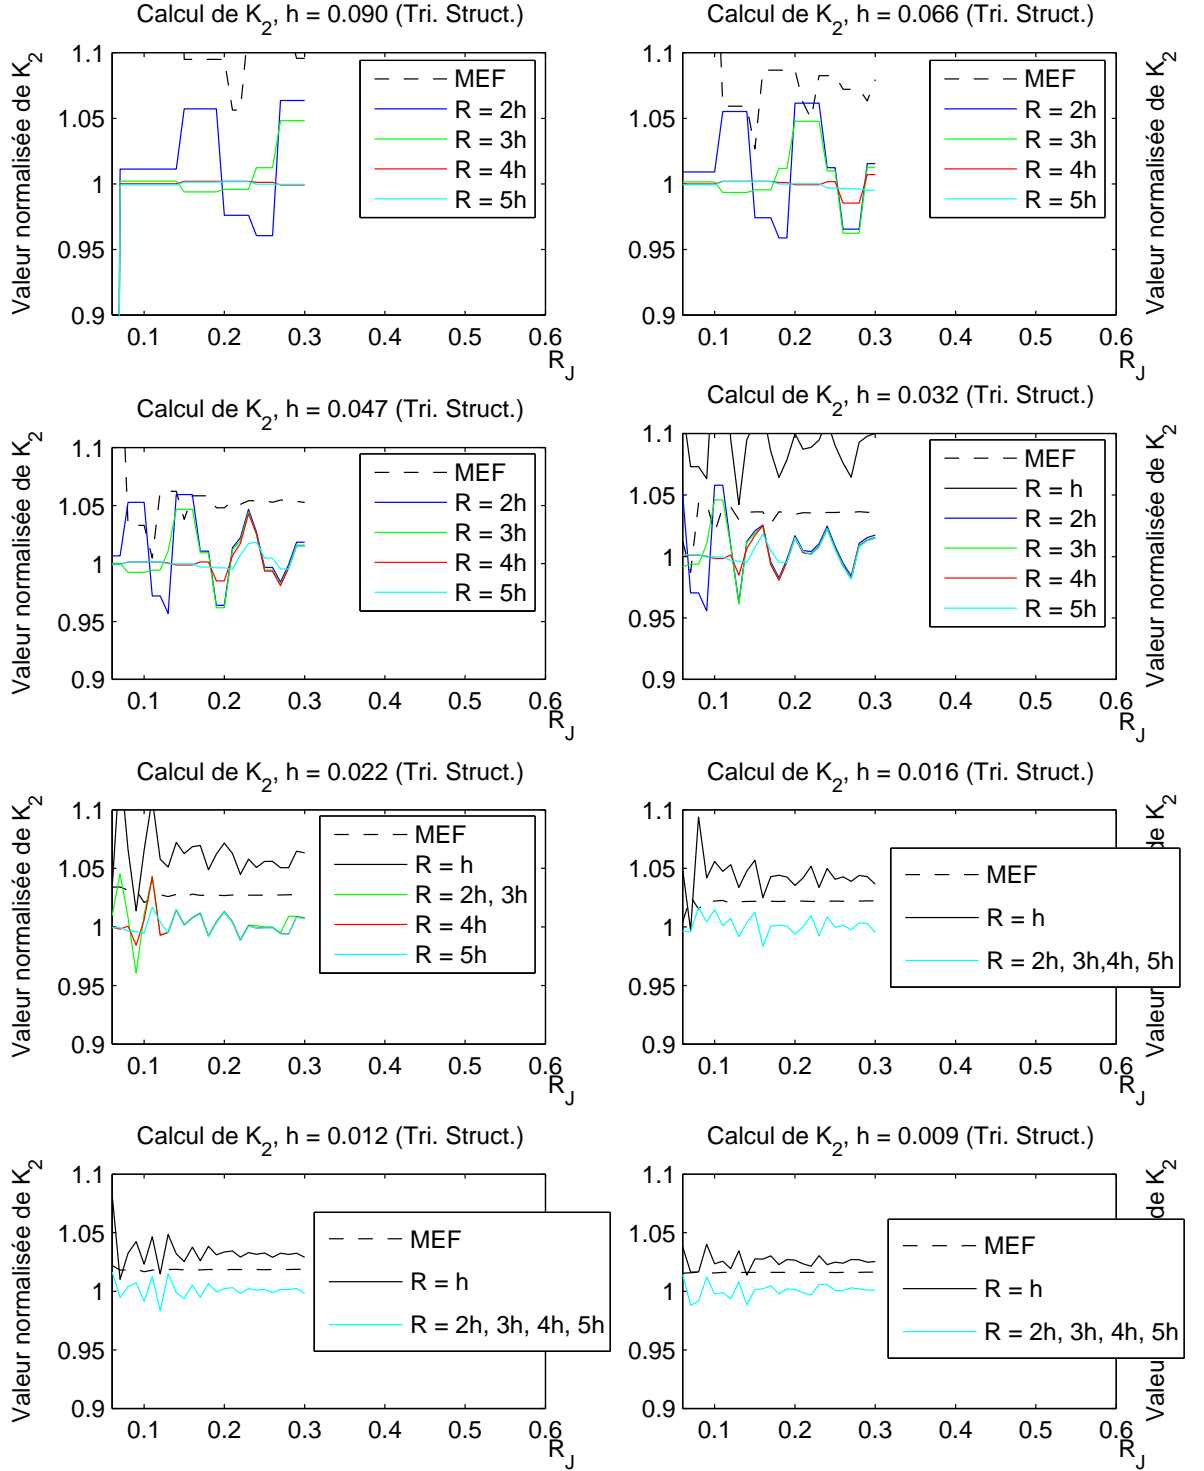 Calcul de K2, h = 0.090 (Tri. Struct.)
Valeur normalisée de K2
1.1
1.05
1
0.95
0.9
0.1 0.2 0.3 0.4 0.5 0.6
RJ
MEF
R = 2h
R = 3h
R = 4h
R = 5h
Calcul de K2, h = 0.066 (Tri. Struct.)
Valeur normalisée de K2
1.1
1.05
1
0.95
0.9
0.1 0.2 0.3 0.4 0.5 0.6
RJ
MEF
R = 2h
R = 3h
R = 4h
R = 5h
Calcul de K2, h = 0.047 (Tri. Struct.)
Valeur normalisée de K2
1.1
1.05
1
0.95
0.9
0.1 0.2 0.3 0.4 0.5 0.6
RJ
MEF
R = 2h
R = 3h
R = 4h
R = 5h
Calcul de K2, h = 0.032 (Tri. Struct.)
Valeur normalisée de K2
1.1
1.05
1
0.95
0.9
0.1 0.2 0.3 0.4 0.5 0.6
RJ
MEF
R = h
R = 2h
R = 3h
R = 4h
R = 5h
Calcul de K2, h = 0.022 (Tri. Struct.)
Valeur normalisée de K2
1.1
1.05
1
0.95
0.9
0.1 0.2 0.3 0.4 0.5 0.6
RJ
MEF
R = h
R = 2h, 3h
R = 4h
R = 5h
Calcul de K2, h = 0.016 (Tri. Struct.)
Valeur de K2
1.1
1.05
1
0.95
0.9
0.1 0.2 0.3 0.4 0.5 0.6
RJ
MEF
R = h
R = 2h, 3h,4h, 5h
Calcul de K2, h = 0.012 (Tri. Struct.)
Valeur normalisée de K2
1.1
1.05
1
0.95
0.9
0.1 0.2 0.3 0.4 0.5 0.6
RJ
MEF
R = h
R = 2h, 3h, 4h, 5h
Calcul de K2, h = 0.009 (Tri. Struct.)
Valeur de K2
1.1
1.05
1
0.95
0.9
0.1 0.2 0.3 0.4 0.5 0.6
RJ
MEF
R = h
R = 2h, 3h, 4h, 5h